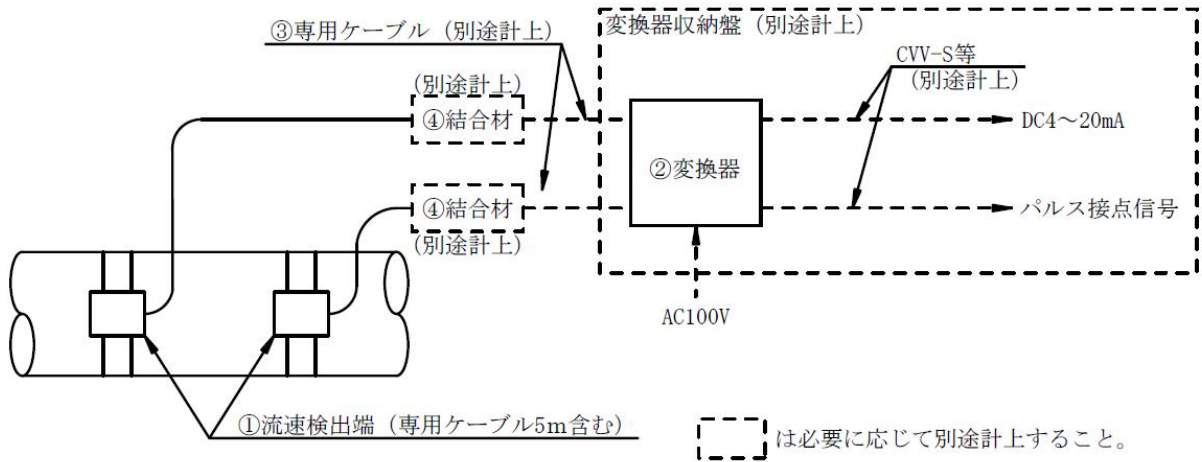 ③専用ケーブル (別途計上)
変換器収納盤 (別途計上)
CVV-S等
(別途計上)
(別途計上)
④結合材
DC4～20mA
②変換器
④結合材
(別途計上)
パルス接点信号
AC100V
①流速検出端 (専用ケーブル5m含む)
は必要に応じて別途計上すること。